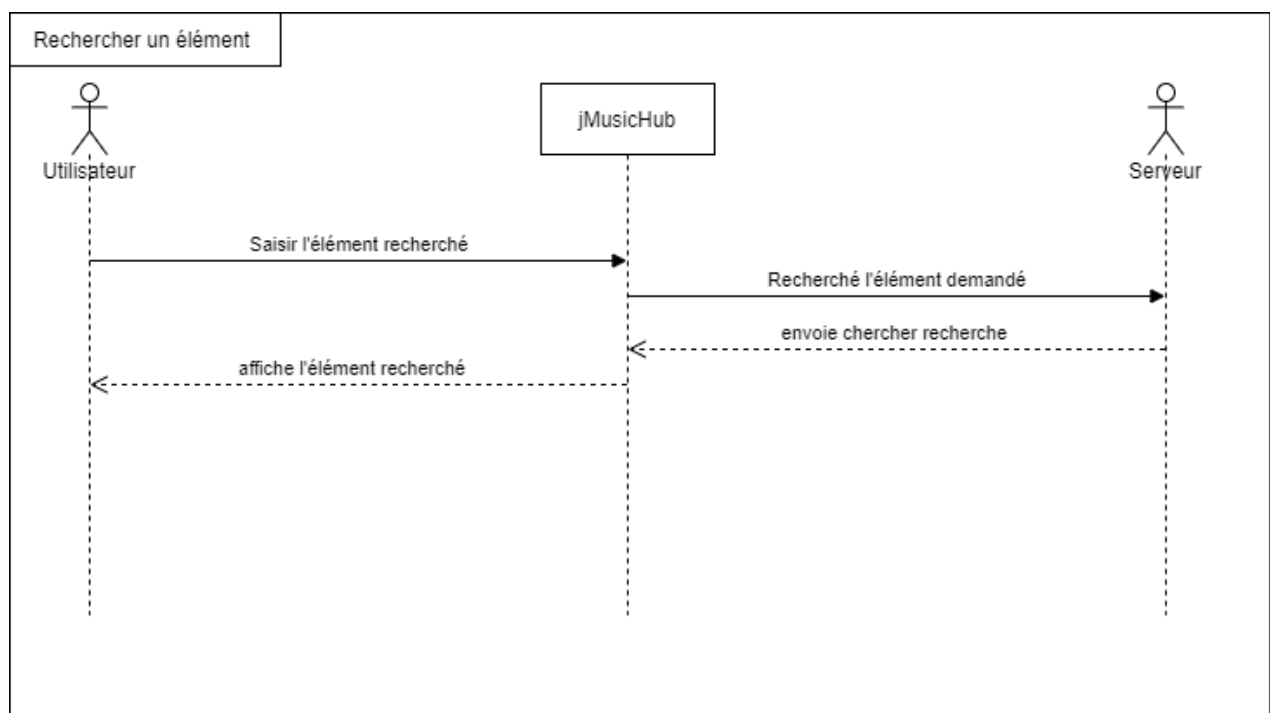 Rechercher un élément
jMusicHub
Utilisateur
Serveur
Saisir l'élément recherché
Recherché l'élément demandé
envoie chercher recherche
affiche l'élément recherché